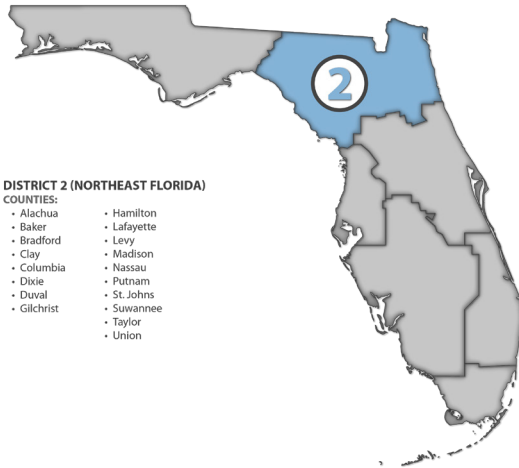 2
DISTRICT 2 (NORTHEAST FLORIDA)
COUNTIES:
• Alachua
• Baker
• Bradford
• Clay
• Columbia
• Dixie
• Duval
• Gilchrist
• Hamilton
• Lafayette
• Levy
• Madison
• Nassau
• Putnam
• St. Johns
• Suwannee
• Taylor
• Union